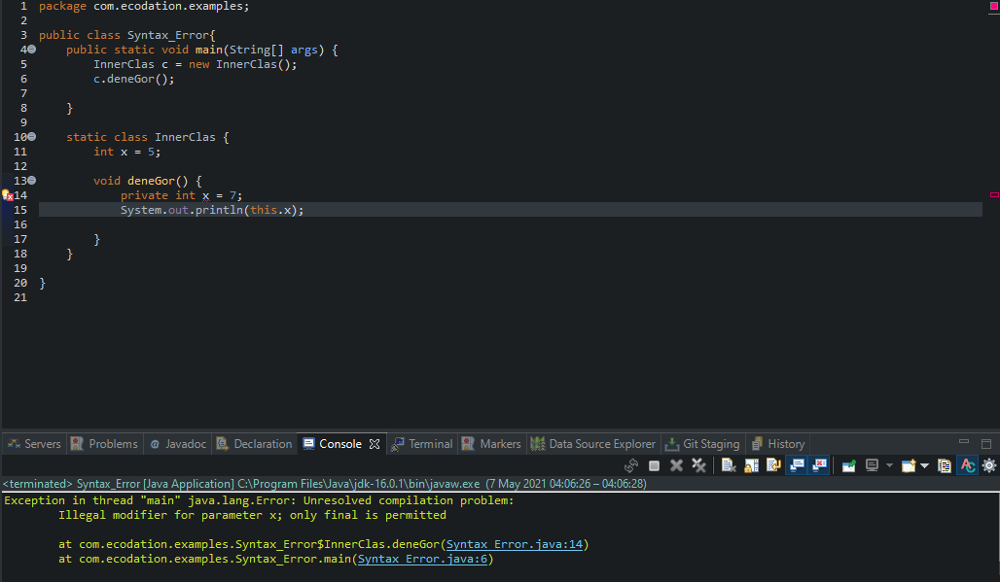 1 package com.ecodation.examples;
2
3 public class Syntax_Error{
4 public static void main(String[] args) {
5 InnerClas c = new InnerClas();
6 c.deneGor();
7
8 }
9
10 static class InnerClas {
11 int x = 5;
12
13 void deneGor() {
14 private int x = 7;
15 System.out.println(this.x);
16
17 }
18 }
19
20 }
21
Servers Problems @ Javadoc Declaration Console Terminal Markers Data Source Explorer Git Staging History
<terminated> Syntax_Error [Java Application] C:\Program Files\Java\jdk-16.0.1\bin\javaw.exe (7 May 2021 04:06:26 – 04:06:28)
Exception in thread "main" java.lang.Error: Unresolved compilation problem:
Illegal modifier for parameter x; only final is permitted
at com.ecodation.examples.Syntax_Error$InnerClas.deneGor(Syntax_Error.java:14)
at com.ecodation.examples.Syntax_Error.main(Syntax_Error.java:6)